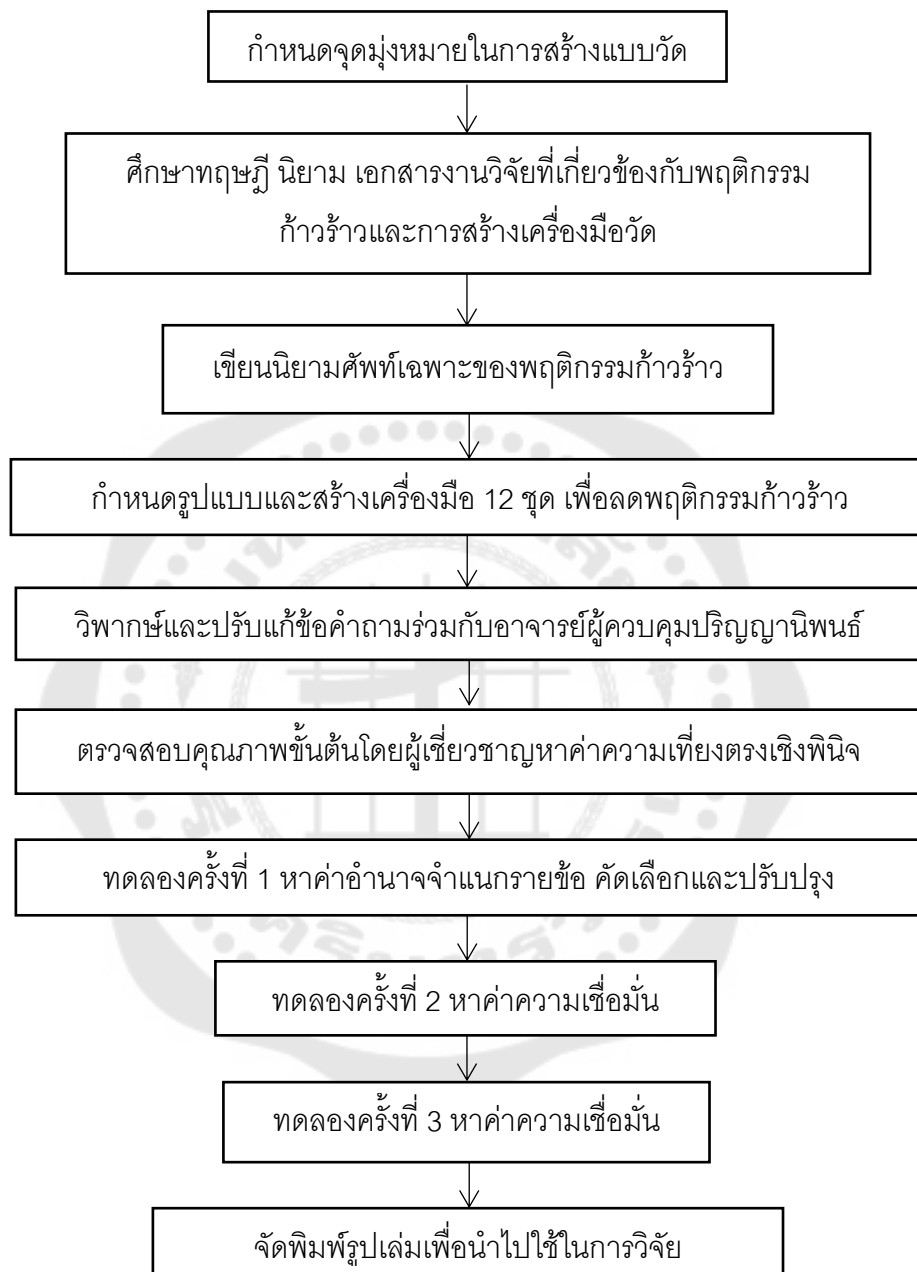 กำหนดจุดมุ่งหมายในการสร้างแบบวัด
ศึกษาทฤษฎี นิยาม เอกสารงานวิจัยที่เกี่ยวข้องกับพฤติกรรม
ก้าวร้าวและการสร้างเครื่องมือวัด
เขียนนิยามศัพท์เฉพาะของพฤติกรรมก้าวร้าว
กำหนดรูปแบบและสร้างเครื่องมือ 12 ชุด เพื่อลดพฤติกรรมก้าวร้าว
วิพากษ์และปรับแก้ข้อคำถามร่วมกับอาจารย์ผู้ควบคุมปริญญานิพนธ์
ตรวจสอบคุณภาพขั้นต้นโดยผู้เชี่ยวชาญหาค่าความเที่ยงตรงเชิงพินิจ
ทดลองครั้งที่ 1 หาค่าอำนาจจำแนกรายข้อ คัดเลือกและปรับปรุง
ทดลองครั้งที่ 2 หาค่าความเชื่อมั่น
ทดลองครั้งที่ 3 หาค่าความเชื่อมั่น
จัดพิมพ์รูปเล่มเพื่อนำไปใช้ในการวิจัย